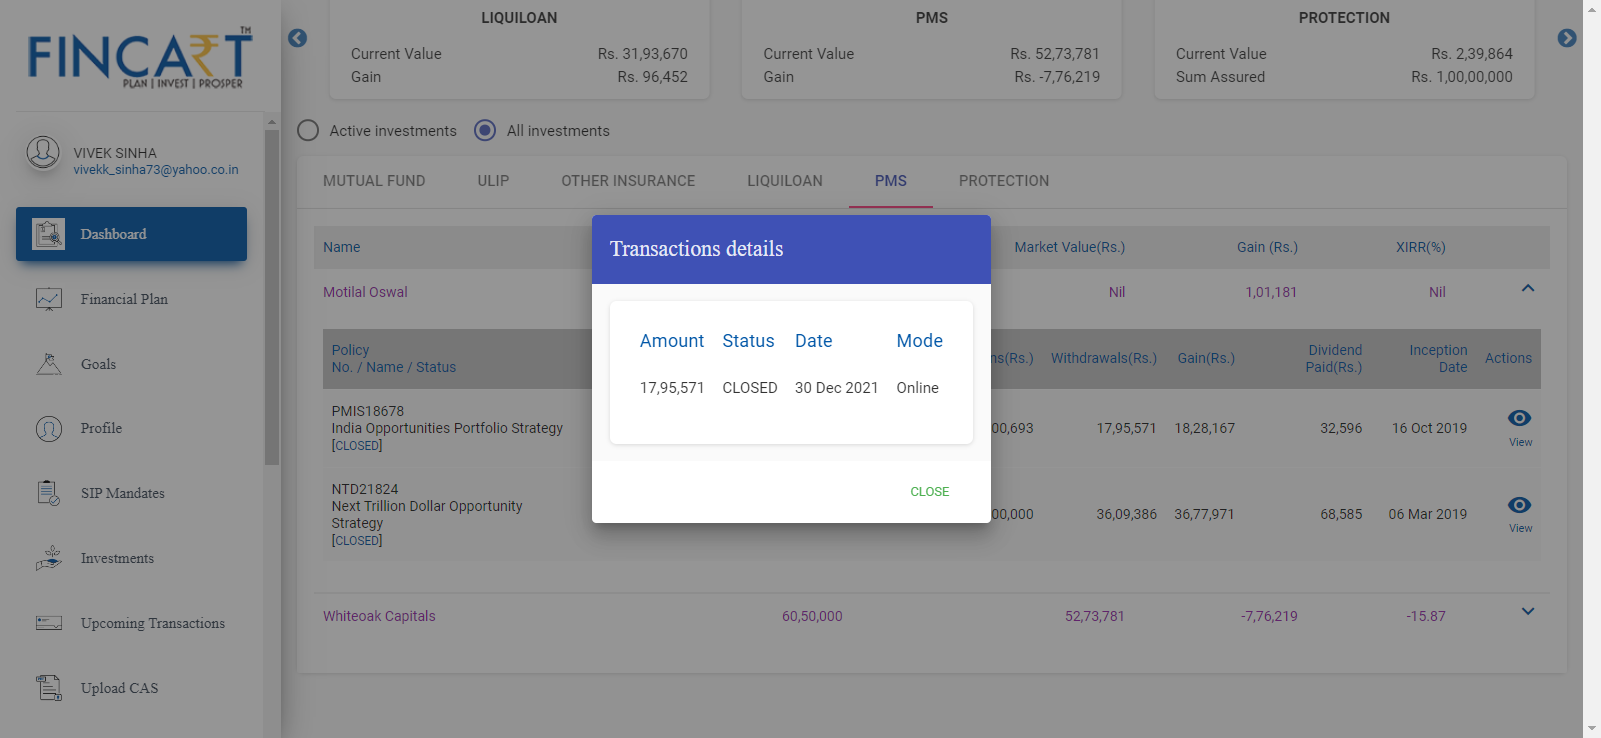 FINCART TM
PLAN | INVEST | PROSPER
VIVEK SINHA
vivekk_sinha73@yahoo.co.in
Dashboard
Financial Plan
Goals
Profile
SIP Mandates
Investments
Upcoming Transactions
Upload CAS
LIQUILOAN
Current Value Rs. 31,93,670
Gain Rs. 96,452
PMS
Current Value Rs. 52,73,781
Gain Rs. -7,76,219
PROTECTION
Current Value Rs. 2,39,864
Sum Assured Rs. 1,00,00,000
Active investments All investments
MUTUAL FUND ULIP OTHER INSURANCE LIQUILOAN PMS PROTECTION
Name Market Value(Rs.) Gain (Rs.) XIRR(%)
Motilal Oswal Nil 1,01,181 Nil
Policy
No. / Name / Status
ns(Rs.) Withdrawals(Rs.) Gain(Rs.) Dividend
Paid(Rs.)
Inception
Date
Actions
PMIS18678
India Opportunities Portfolio Strategy
[CLOSED]
00,693 17,95,571 18,28,167 32,596 16 Oct 2019
View
NTD21824
Next Trillion Dollar Opportunity
Strategy
[CLOSED]
00,000 36,09,386 36,77,971 68,585 06 Mar 2019
View
Whiteoak Capitals 60,50,000 52,73,781 -7,76,219 -15.87
Transactions details
Amount Status Date Mode
17,95,571 CLOSED 30 Dec 2021 Online
CLOSE